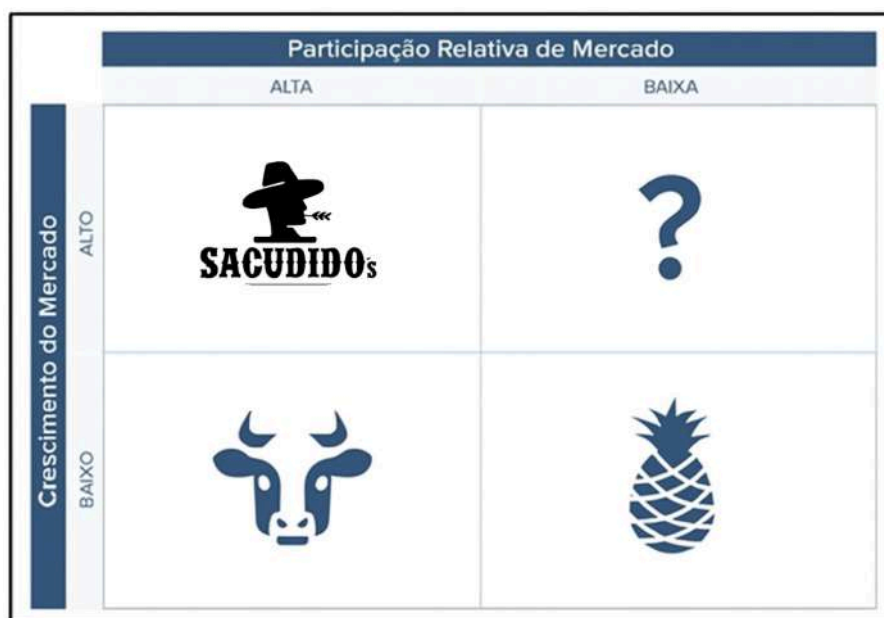 Participação Relativa de Mercado
ALTA BAIXA
Crescimento do Mercado
ALTO
SACUDIDO's
?
BAIXO